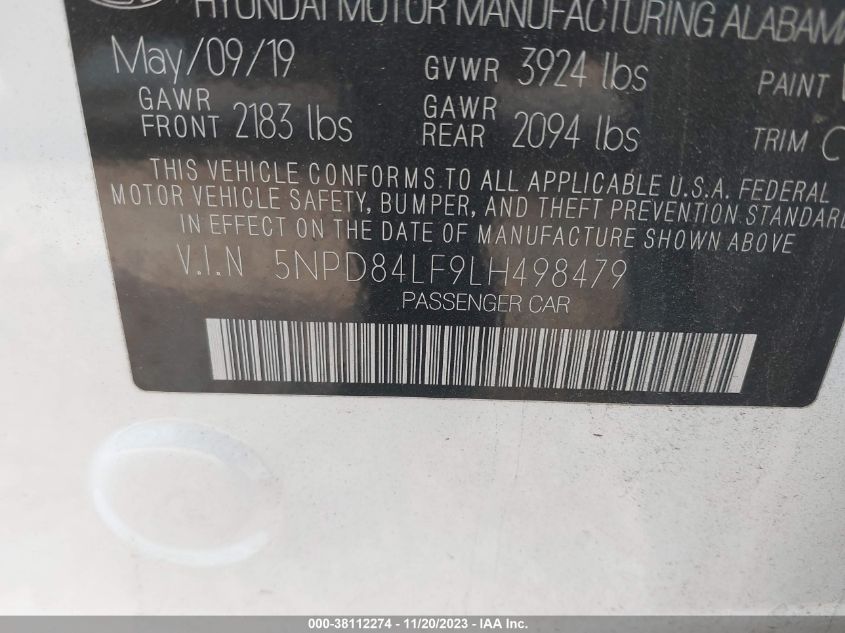 HYUNDAI MOTOR MANUFACTURING ALABAMA
May/09/19 GVWR 3924 lbs PAINT
GAWR FRONT 2183 lbs GAWR REAR 2094 lbs TRIM
THIS VEHICLE CONFORMS TO ALL APPLICABLE U.S.A. FEDERAL
MOTOR VEHICLE SAFETY, BUMPER, AND THEFT PREVENTION STANDARD
IN EFFECT ON THE DATE OF MANUFACTURE SHOWN ABOVE
V.I.N 5NPD84LF9LH498479
PASSENGER CAR
000-38112274 - 11/20/2023 - © IAA Inc.